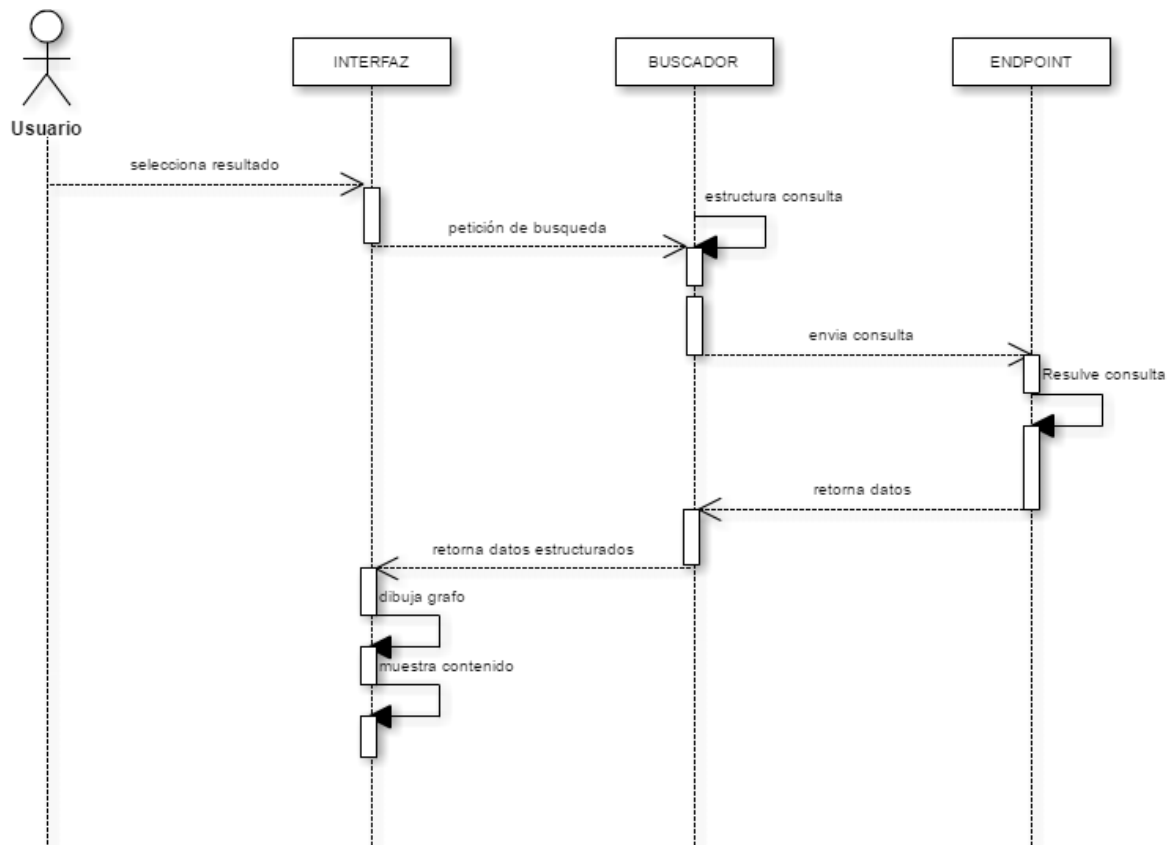 INTERFAZ
BUSCADOR
ENDPOINT
Usuario
selecciona resultado
estructura consulta
petición de busqueda
envia consulta
Resulve consulta
retorna datos
retorna datos estructurados
dibuja grafo
muestra contenido